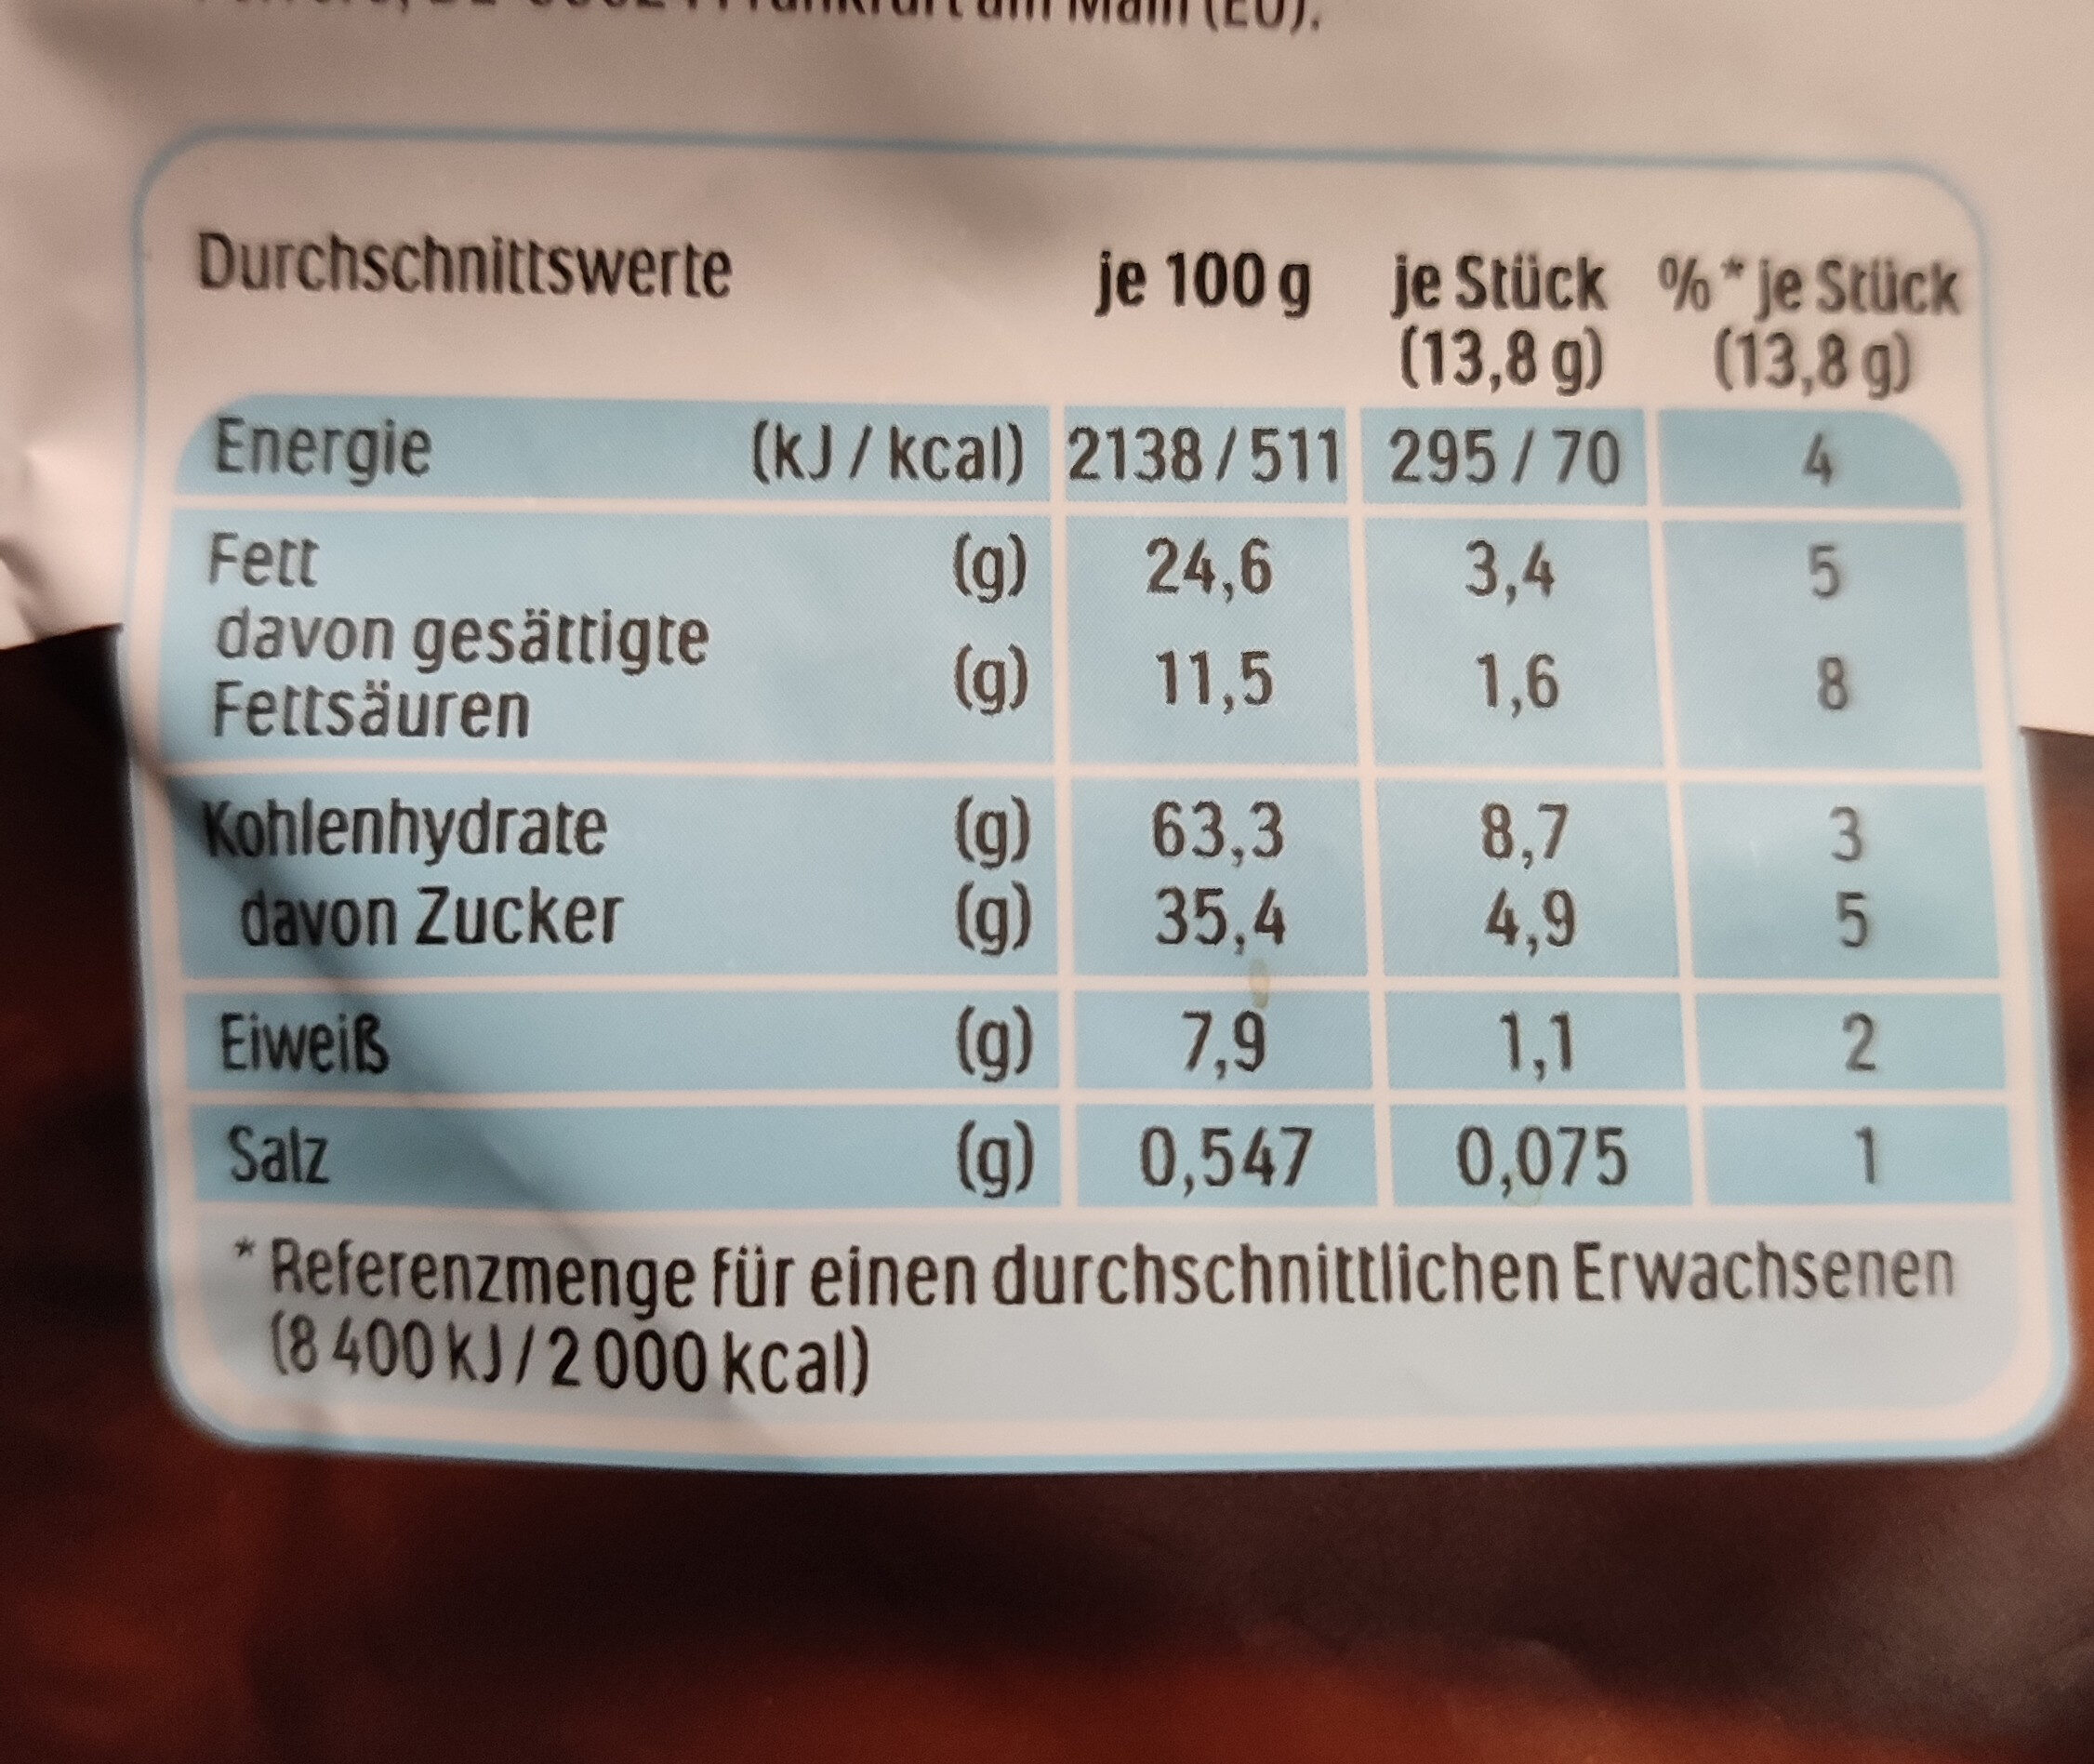 am Main (EU).
Durchschnittswerte je 100 g je Stück %* je Stück
(13,8 g) (13,8 g)
Energie (kJ / kcal) 2138 / 511 295 / 70 4
Fett (g) 24,6 3,4 5
davon gesättigte
Fettsäuren (g) 11,5 1,6 8
Kohlenhydrate (g) 63,3 8,7 3
davon Zucker (g) 35,4 4,9 5
Eiweiß (g) 7,9 1,1 2
Salz (g) 0,547 0,075 1
* Referenzmenge für einen durchschnittlichen Erwachsenen
(8 400 kJ / 2 000 kcal)